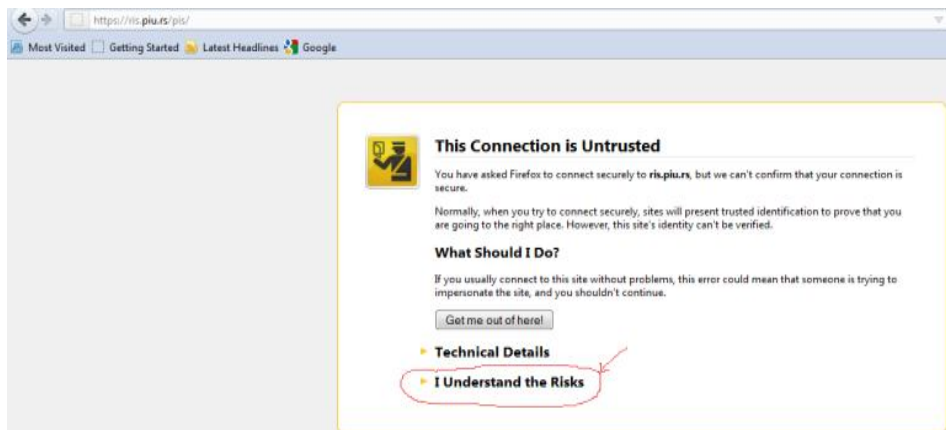 https://ris.piu.rs/pis/
Most Visited Getting Started Latest Headlines Google
This Connection is Untrusted
You have asked Firefox to connect securely to ris.piu.rs, but we can't confirm that your connection is
secure.
Normally, when you try to connect securely, sites will present trusted identification to prove that you
are going to the right place. However, this site's identity can't be verified.
What Should I Do?
If you usually connect to this site without problems, this error could mean that someone is trying to
impersonate the site, and you shouldn't continue.
Get me out of here!
Technical Details
I Understand the Risks